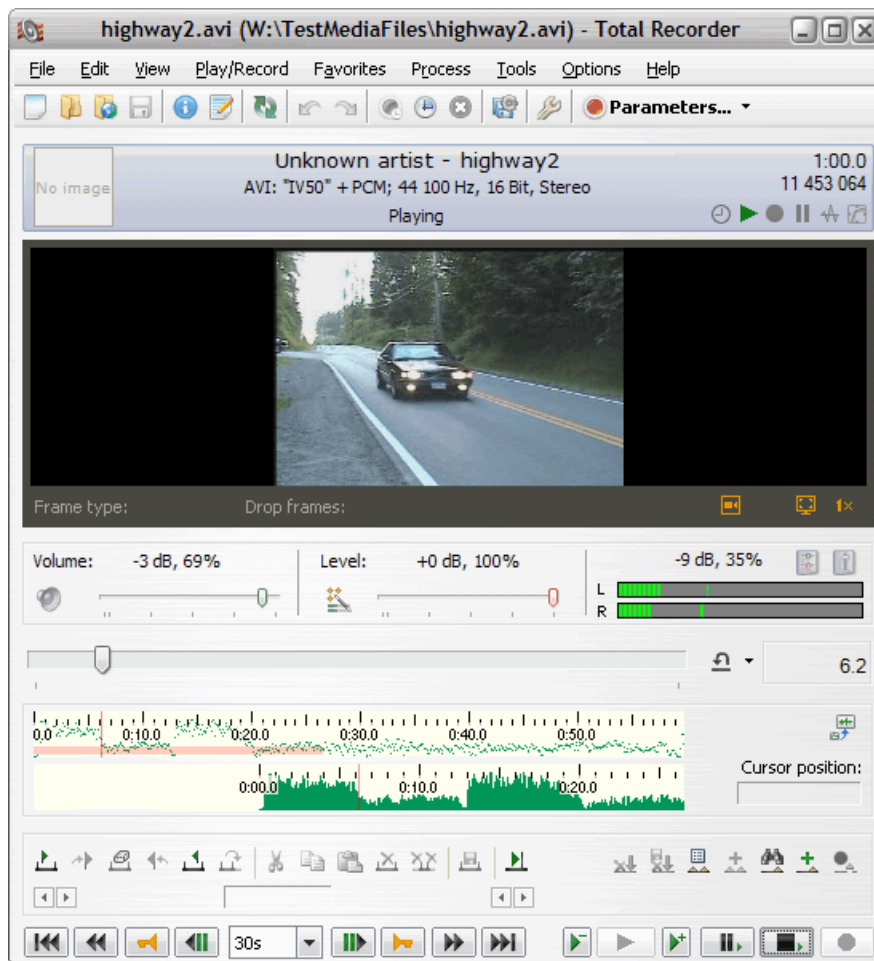 highway2.avi (W:\TestMediaFiles\highway2.avi) - Total Recorder
File Edit View Play/Record Favorites Process Tools Options Help
Parameters...
No image
Unknown artist - highway2
1:00.0
AVI: "IV50" + PCM; 44 100 Hz, 16 Bit, Stereo
11 453 064
Playing
Frame type: Drop frames: 1×
Volume: -3 dB, 69% Level: +0 dB, 100% -9 dB, 35%
L
R
6.2
0.0 0:10.0 0:20.0 0:30.0 0:40.0 0:50.0
Cursor position:
0:00.0 0:10.0 0:20.0
30s